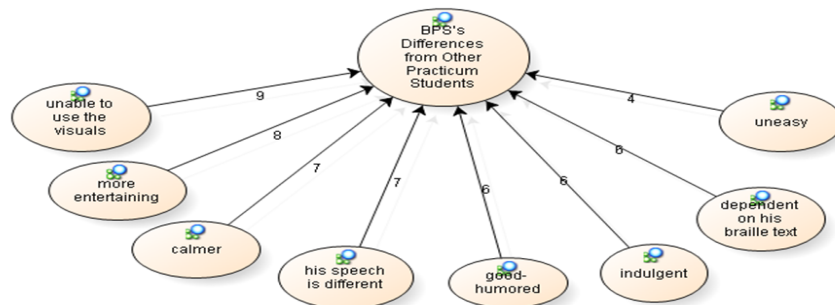 BPS's
Differences
from Other
Practicum
Students
9
8
7
7
6
6
6
4
unable to
use the
visuals
more
entertaining
calmer
his speech
is different
good-
humored
indulgent
dependent
on his
braille text
uneasy